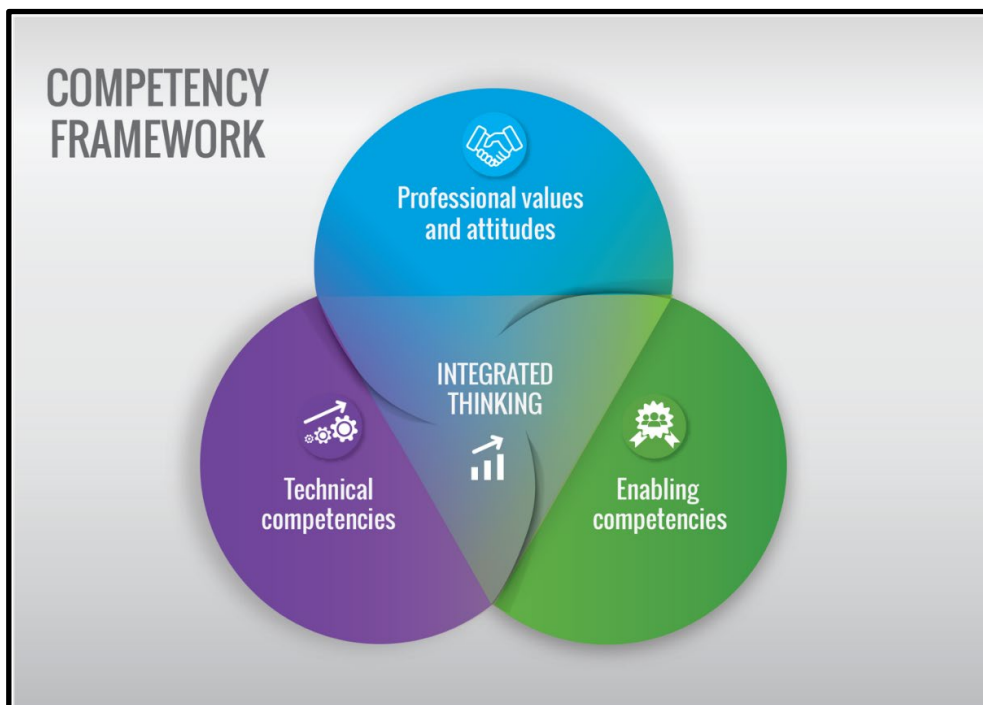 COMPETENCY
FRAMEWORK
Professional values
and attitudes
INTEGRATED
THINKING
Technical
competencies
Enabling
competencies